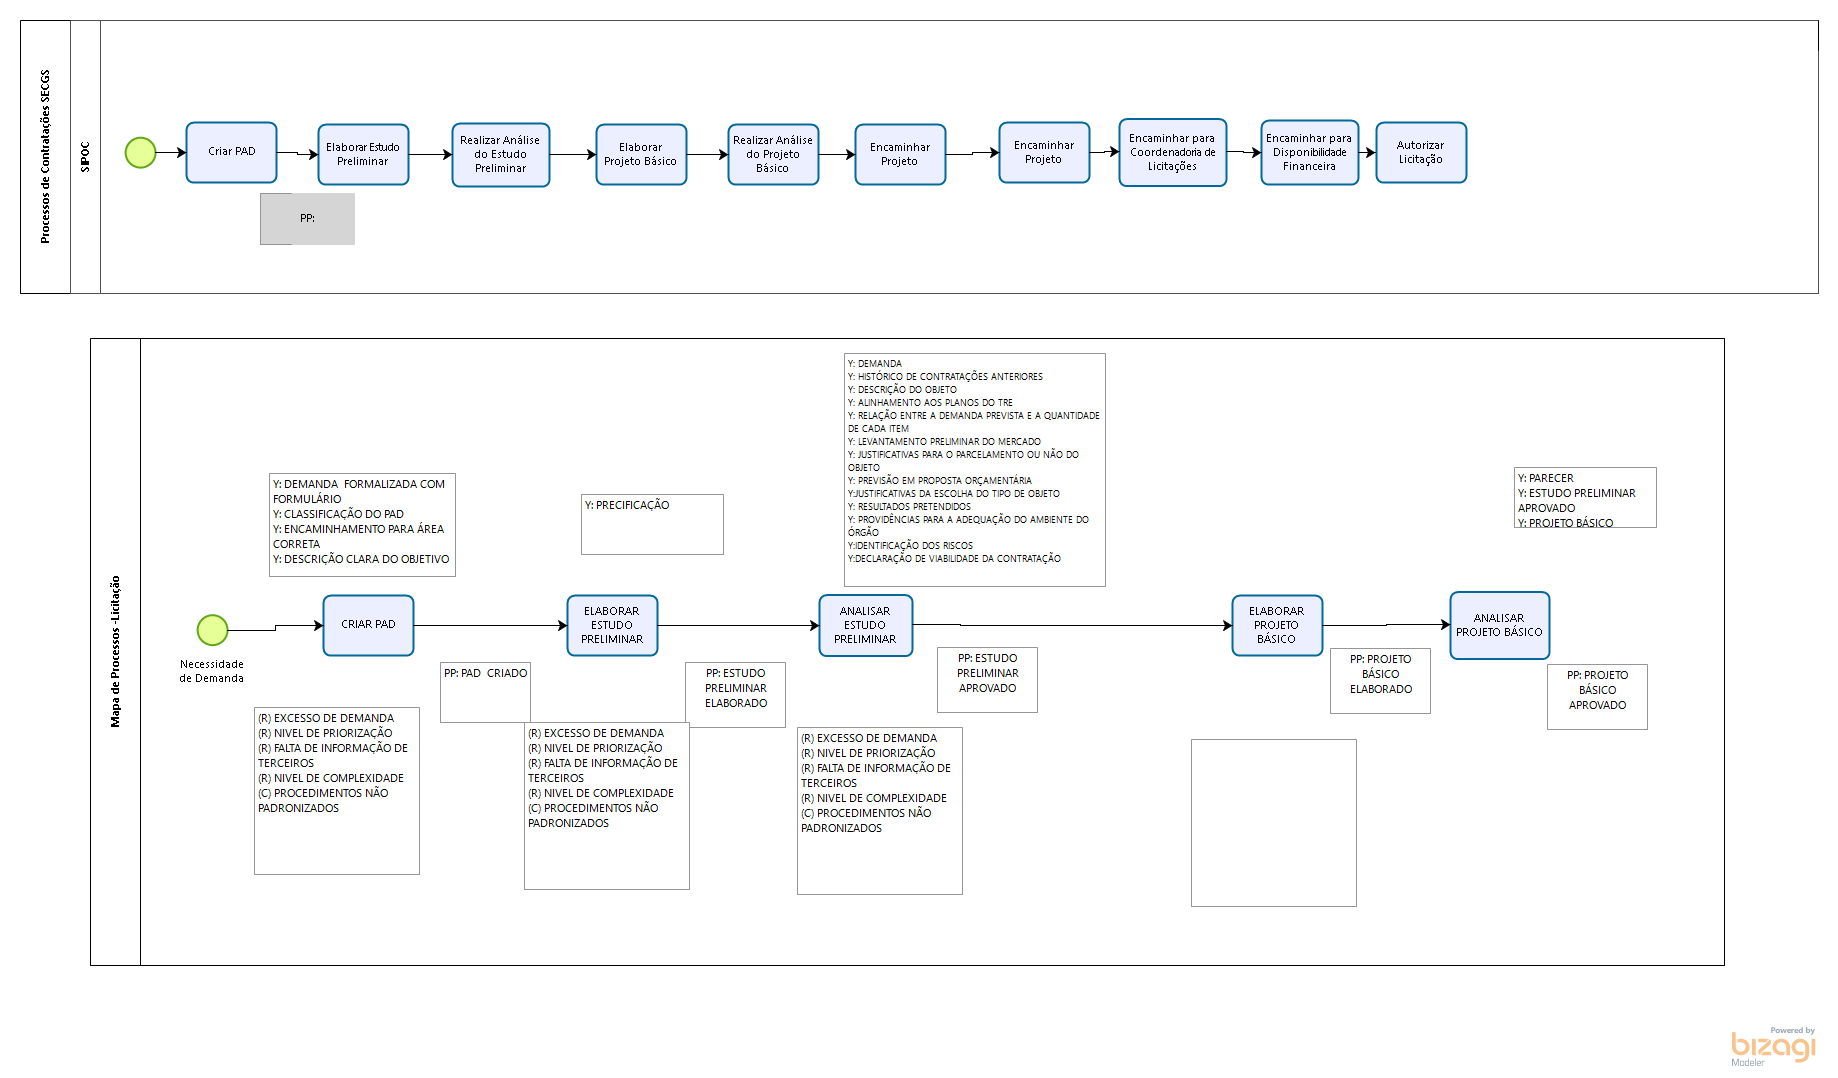 Processos de Contratações SECGS
SIPOC
Criar PAD
Elaborar Estudo
Preliminar
Realizar Análise
do Estudo
Preliminar
Elaborar
Projeto Básico
Realizar Análise
do Projeto
Básico
Encaminhar
Projeto
Encaminhar
Projeto
Encaminhar para
Coordenadoria de
Licitações
Encaminhar para
Disponibilidade
Financeira
Autorizar
Licitação
PP:
Mapa de Processos -Licitação
Y: DEMANDA
Y: HISTÓRICO DE CONTRATAÇÕES ANTERIORES
Y: DESCRIÇÃO DO OBJETO
Y: ALINHAMENTO AOS PLANOS DO TRE
Y: RELAÇÃO ENTRE A DEMANDA PREVISTA E A QUANTIDADE
DE CADA ITEM
Y: LEVANTAMENTO PRELIMINAR DO MERCADO
Y: JUSTIFICATIVAS PARA O PARCELAMENTO OU NÃO DO
OBJETO
Y: PREVISÃO EM PROPOSTA ORÇAMENTÁRIA
Y:JUSTIFICATIVAS DA ESCOLHA DO TIPO DE OBJETO
Y: RESULTADOS PRETENDIDOS
Y: PROVIDÊNCIAS PARA A ADEQUAÇÃO DO AMBIENTE DO
ÓRGÃO
Y:IDENTIFICAÇÃO DOS RISCOS
Y:DECLARAÇÃO DE VIABILIDADE DA CONTRATAÇÃO
Y: DEMANDA  FORMALIZADA COM
FORMULÁRIO
Y: CLASSIFICAÇÃO DO PAD
Y: ENCAMINHAMENTO PARA ÁREA
CORRETA
Y: DESCRIÇÃO CLARA DO OBJETIVO
Y: PRECIFICAÇÃO
Y: PARECER
Y: ESTUDO PRELIMINAR
APROVADO
Y: PROJETO BÁSICO
Necessidade
de Demanda
CRIAR PAD
ELABORAR
ESTUDO
PRELIMINAR
ANALISAR
ESTUDO
PRELIMINAR
ELABORAR
PROJETO
BÁSICO
ANALISAR
PROJETO BÁSICO
PP: PAD  CRIADO
PP: ESTUDO
PRELIMINAR
ELABORADO
PP: ESTUDO
PRELIMINAR
APROVADO
PP: PROJETO
BÁSICO
ELABORADO
PP: PROJETO
BÁSICO
APROVADO
(R) EXCESSO DE DEMANDA
(R) NIVEL DE PRIORIZAÇÃO
(R) FALTA DE INFORMAÇÃO DE
TERCEIROS
(R) NIVEL DE COMPLEXIDADE
(C) PROCEDIMENTOS NÃO
PADRONIZADOS
(R) EXCESSO DE DEMANDA
(R) NIVEL DE PRIORIZAÇÃO
(R) FALTA DE INFORMAÇÃO DE
TERCEIROS
(R) NIVEL DE COMPLEXIDADE
(C) PROCEDIMENTOS NÃO
PADRONIZADOS
(R) EXCESSO DE DEMANDA
(R) NIVEL DE PRIORIZAÇÃO
(R) FALTA DE INFORMAÇÃO DE
TERCEIROS
(R) NIVEL DE COMPLEXIDADE
(C) PROCEDIMENTOS NÃO
PADRONIZADOS
Powered by
bizagi
Modeler